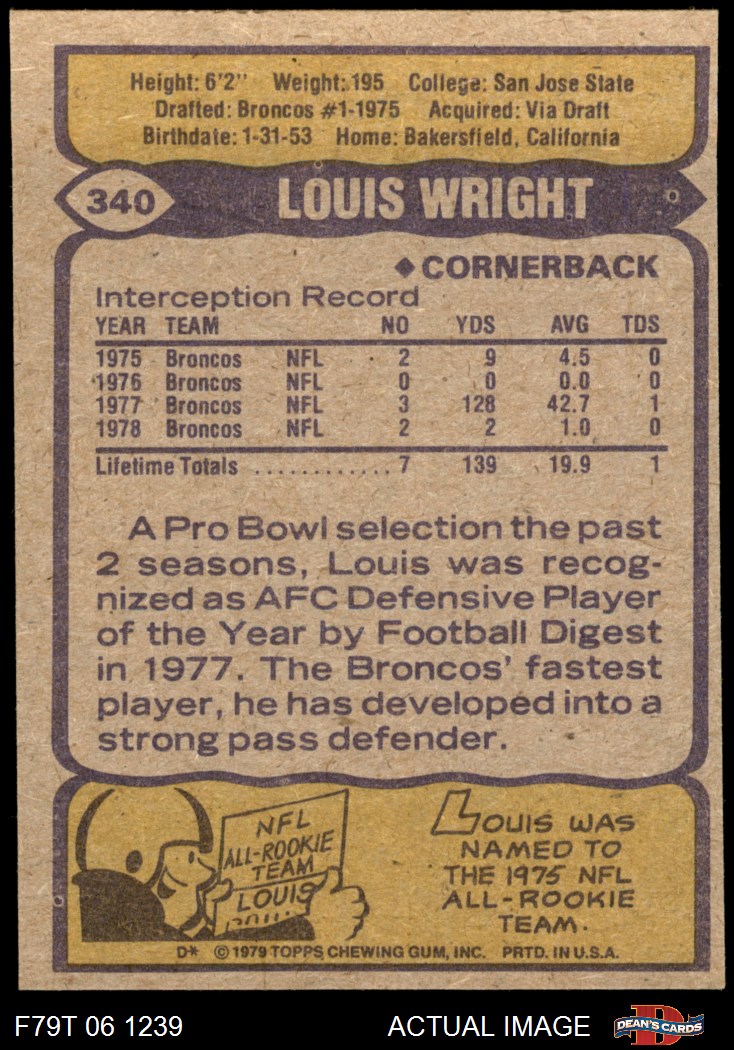 Height: 6'2" Weight: 195 College: San Jose State
Drafted: Broncos #1-1975 Acquired: Via Draft
Birthdate: 1-31-53 Home: Bakersfield, California
340 LOUIS WRIGHT
◆ CORNERBACK
Interception Record
YEAR TEAM NO YDS AVG TDS
1975 Broncos NFL 2 9 4.5 0
1976 Broncos NFL 0 0 0.0 0
1977 Broncos NFL 3 128 42.7 1
1978 Broncos NFL 2 2 1.0 0
Lifetime Totals ............ 7 139 19.9 1
A Pro Bowl selection the past
2 seasons, Louis was recog-
nized as AFC Defensive Player
of the Year by Football Digest
in 1977. The Broncos' fastest
player, he has developed into a
strong pass defender.
NFL
ALL-ROOKIE
TEAM
LOUIS
LOUIS WAS
NAMED TO
THE 1975 NFL
ALL-ROOKIE
TEAM.
D* © 1979 TOPPS CHEWING GUM, INC. PRTD. IN U.S.A.
F79T 06 1239 ACTUAL IMAGE
D
DEAN'S CARDS